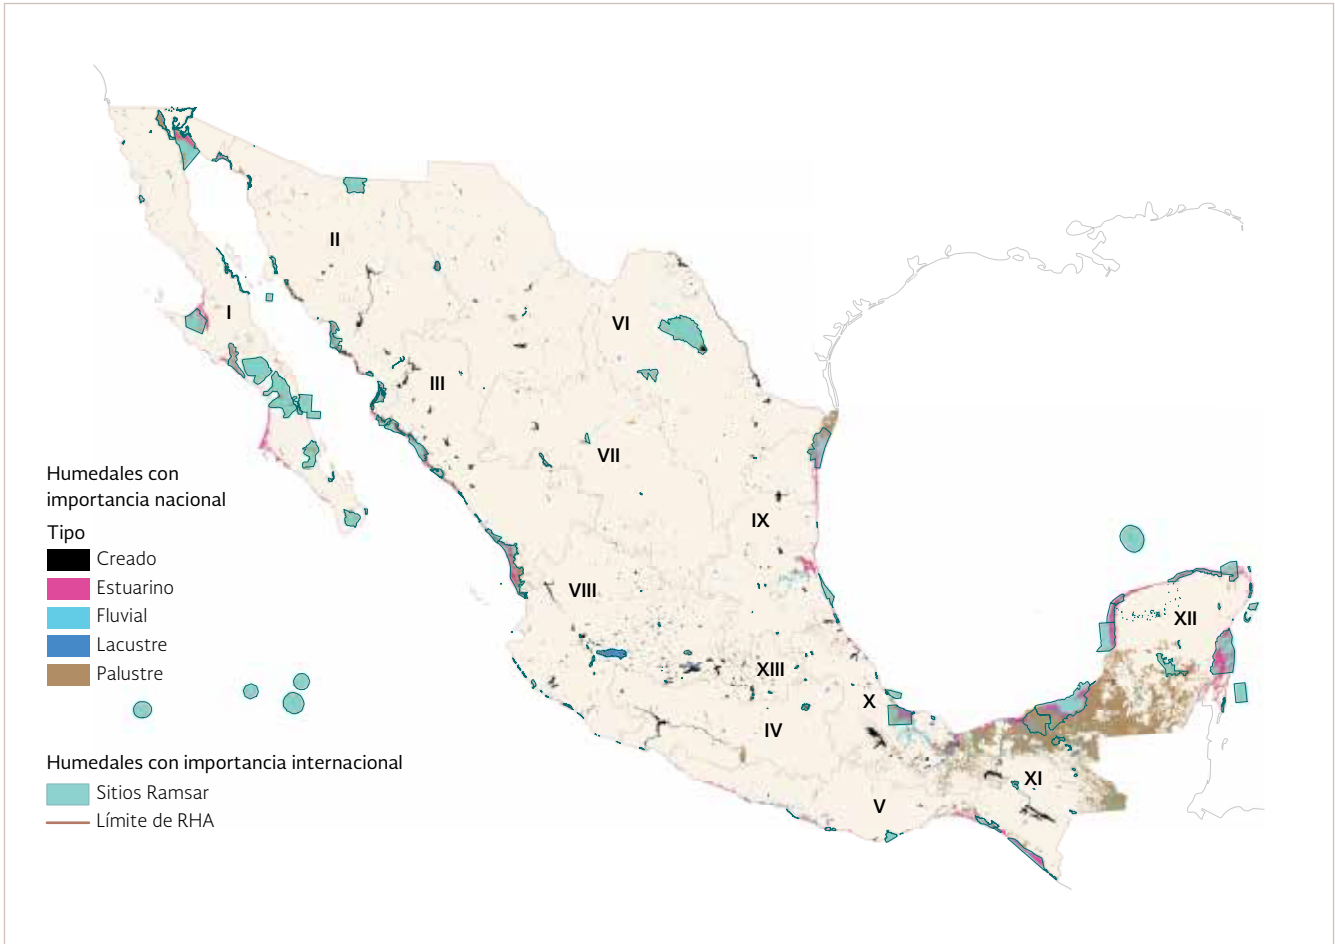 II
I
VI
III
VII
Humedales con
importancia nacional
Tipo
Creado
Estuarino
Fluvial
Lacustre
Palustre
IX
VIII
XII
XIII
X
IV
XI
V
Humedales con importancia internacional
Sitios Ramsar
Límite de RHA